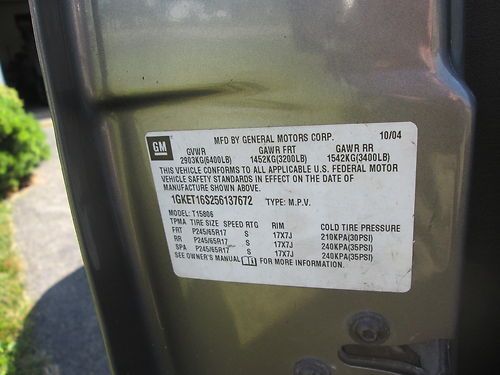 MFD BY GENERAL MOTORS CORP. 10/04
GM GVWR GAWR FRT GAWR RR
2903KG(6400LB) 1452KG(3200LB) 1542KG(3400LB)
THIS VEHICLE CONFORMS TO ALL APPLICABLE U.S. FEDERAL MOTOR
VEHICLE SAFETY STANDARDS IN EFFECT ON THE DATE OF
MANUFACTURE SHOWN ABOVE.
1GKET16S256137672 TYPE: M.P.V.
MODEL: T15806
TPMA TIRE SIZE SPEED RTG RIM COLD TIRE PRESSURE
FRT P245/65R17 S 17X7J 210KPA(30PSI)
RR P245/65R17 S 17X7J 240KPA(35PSI)
SPA P245/65R17 S 17X7J 240KPA(35PSI)
SEE OWNER'S MANUAL FOR MORE INFORMATION.